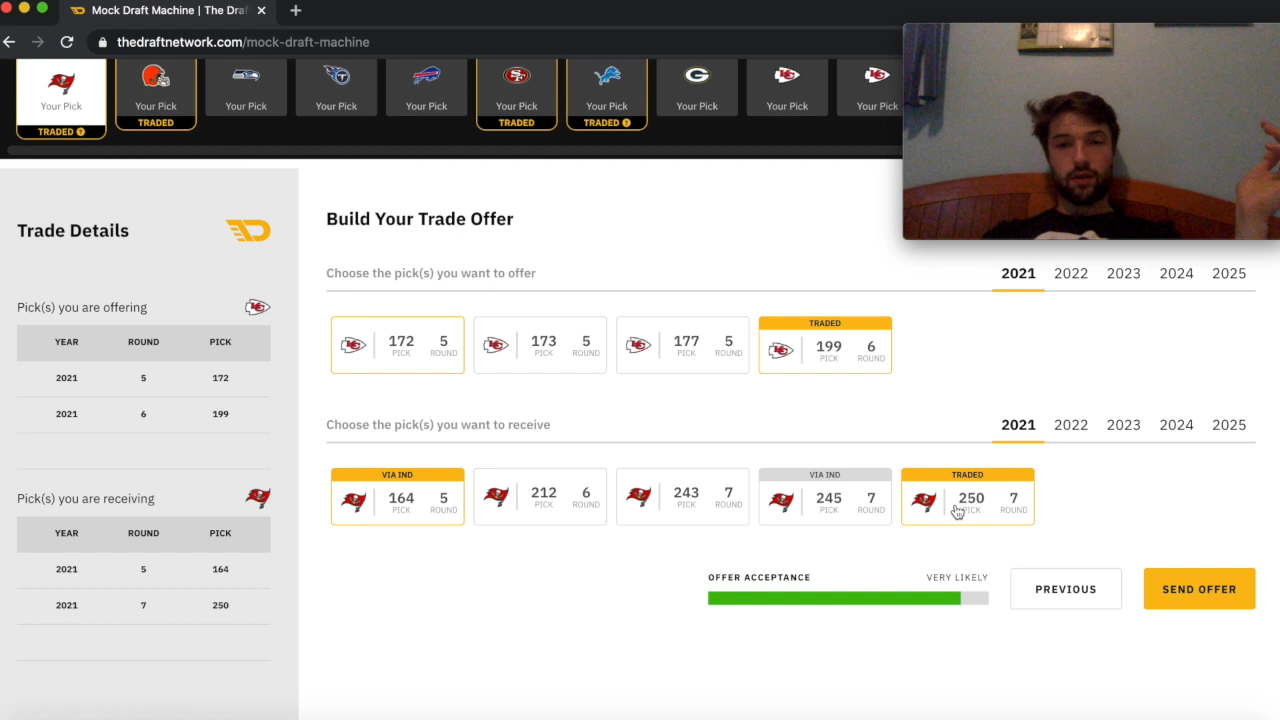 Mock Draft Machine | The Dra
thedraftnetwork.com/mock-draft-machine
Your Pick Your Pick Your Pick Your Pick Your Pick Your Pick Your Pick Your Pick Your Pick Your Pick
TRADED ? TRADED TRADED TRADED ?
Trade Details
Build Your Trade Offer
Choose the pick(s) you want to offer 2021 2022 2023 2024 2025
Pick(s) you are offering
YEAR ROUND PICK
2021 5 172
2021 6 199
TRADED
172 5 173 5 177 5 199 6
PICK ROUND PICK ROUND PICK ROUND PICK ROUND
Choose the pick(s) you want to receive 2021 2022 2023 2024 2025
Pick(s) you are receiving
YEAR ROUND PICK
2021 5 164
2021 7 250
VIA IND VIA IND TRADED
164 5 212 6 243 7 245 7 250 7
PICK ROUND PICK ROUND PICK ROUND PICK ROUND PICK ROUND
OFFER ACCEPTANCE VERY LIKELY
PREVIOUS
SEND OFFER